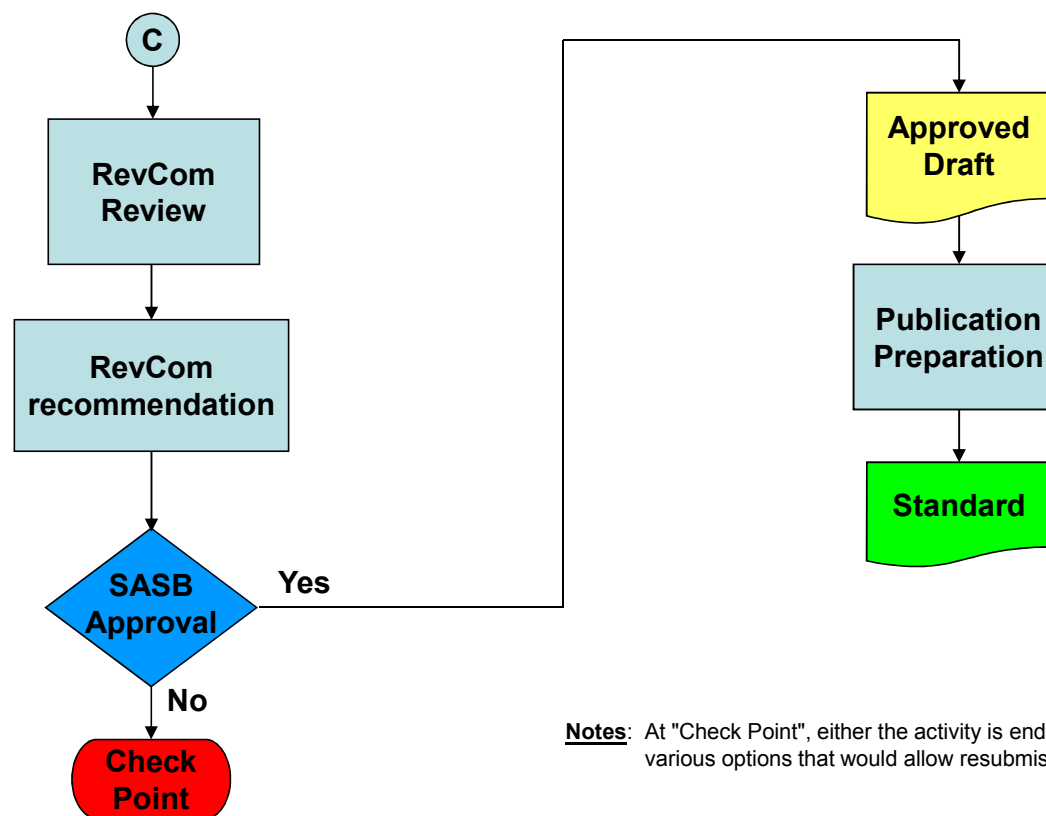 C
RevCom
Review
RevCom
recommendation
SASB
Approval
Yes
No
Check
Point
Approved
Draft
Publication
Preparation
Standard
Notes: At "Check Point", either the activity is end
various options that would allow resubmis